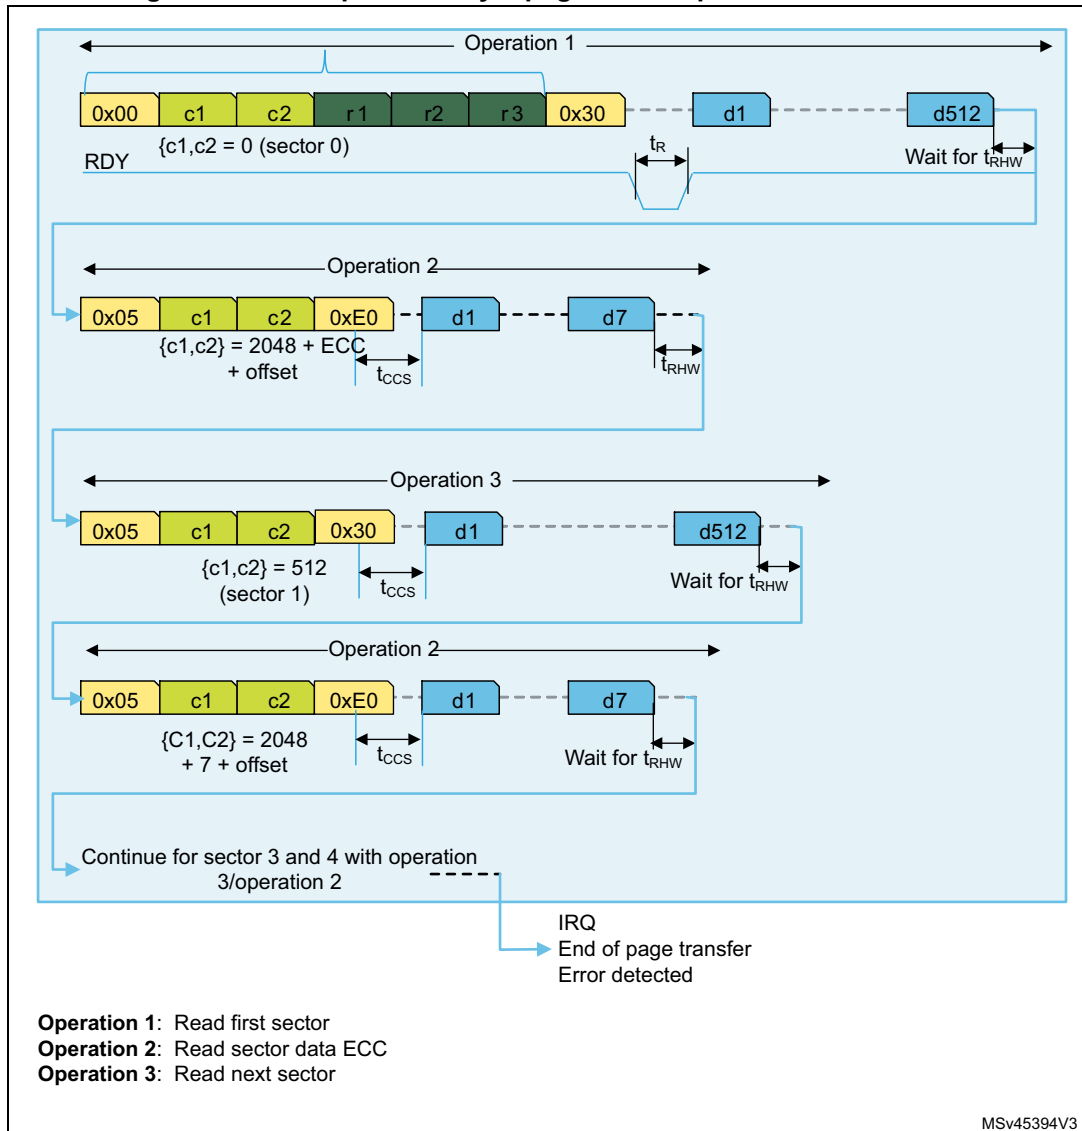 Operation 1
0x00 c1 c2 r1 r2 r3 0x30 d1 d512
{c1,c2 = 0 (sector 0)
RDY
tR
Wait for tRHW
Operation 2
0x05 c1 c2 0xE0 d1 d7
{c1,c2} = 2048 + ECC
+ offset
tCCS
tRHW
Operation 3
0x05 c1 c2 0x30 d1 d512
{c1,c2} = 512
(sector 1)
tCCS
Wait for tRHW
Operation 2
0x05 c1 c2 0xE0 d1 d7
{C1,C2} = 2048
+ 7 + offset
tCCS
Wait for tRHW
Continue for sector 3 and 4 with operation
3/operation 2
IRQ
End of page transfer
Error detected
Operation 1: Read first sector
Operation 2: Read sector data ECC
Operation 3: Read next sector
MSv45394V3